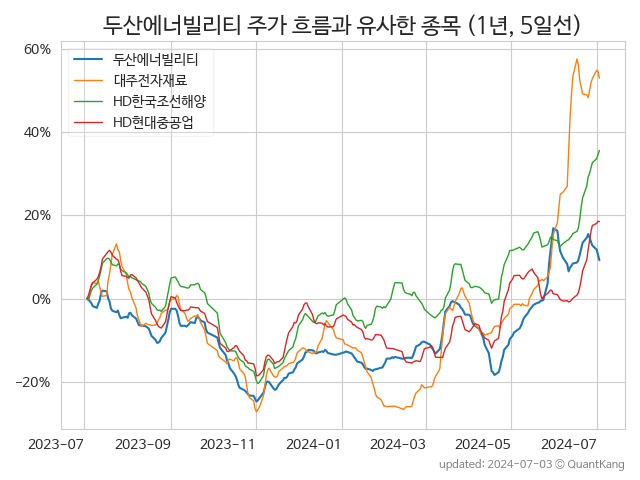 두산에너빌리티 주가 흐름과 유사한 종목 (1년, 5일선)
60%
40%
20%
0%
−20%
두산에너빌리티
대주전자재료
HD한국조선해양
HD현대중공업
2023-07
2023-09
2023-11
2024-01
2024-03
2024-05
2024-07
updated: 2024-07-03 © QuantKang